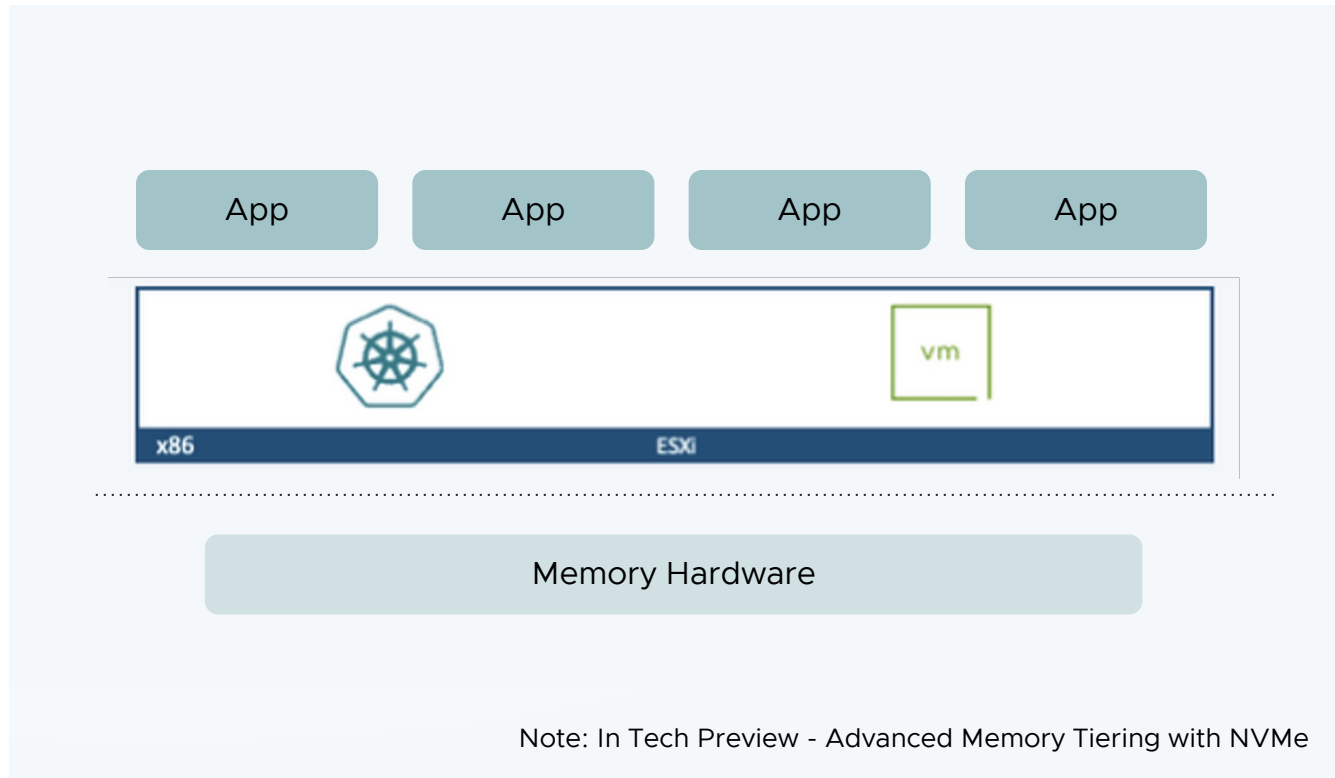 App
App
App
App
vm
x86
ESXi
Memory Hardware
Note: In Tech Preview - Advanced Memory Tiering with NVMe